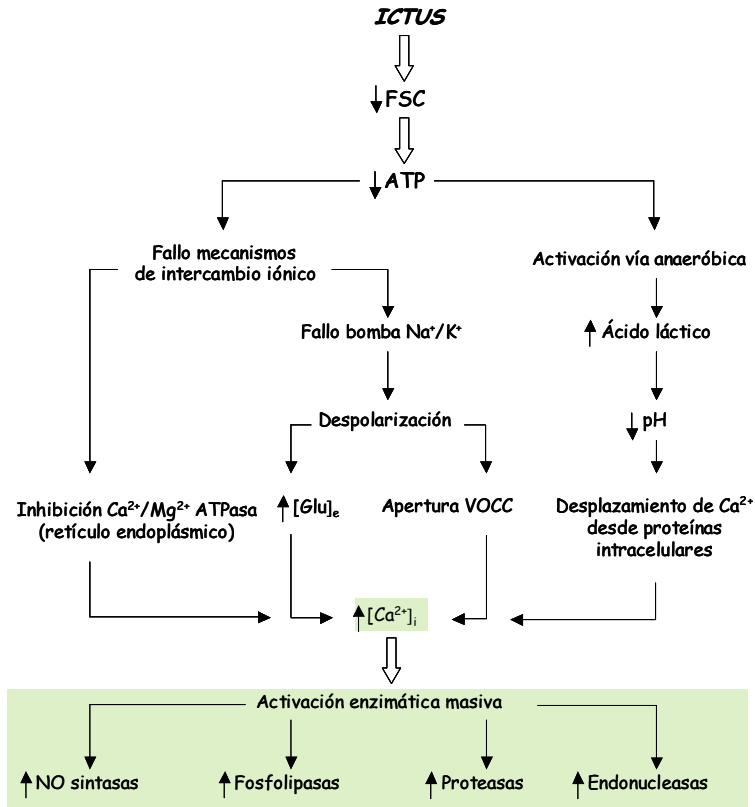 ICTUS
↓FSC
↓ATP
Fallo mecanismos
de intercambio iónico
Activación vía anaeróbica
Fallo bomba Na⁺/K⁺
↑ Ácido láctico
Despolarización
↓ pH
Inhibición Ca²⁺/Mg²⁺ ATPasa
(retículo endoplásmico)
↑ [Glu]ₑ
Apertura VOCC
Desplazamiento de Ca²⁺
desde proteínas
intracelulares
↑[Ca²⁺]ᵢ
Activación enzimática masiva
↑NO sintasas
↑Fosfolipasas
↑Proteasas
↑Endonucleasas